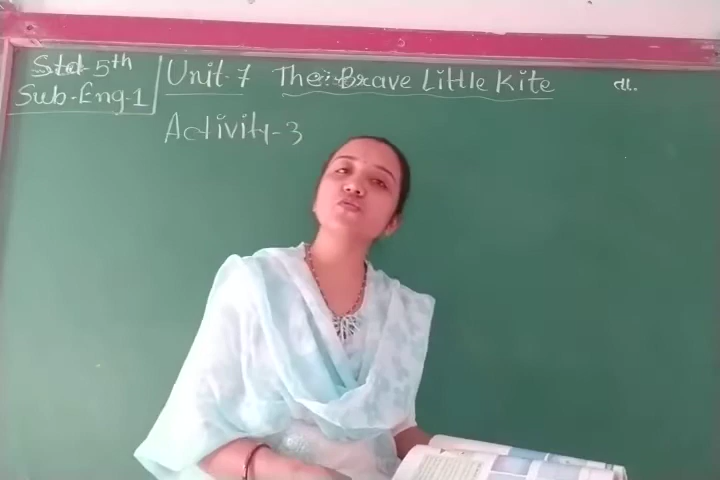 Std-5th
Sub-Eng-1
Unit-7 The Brave Little Kite
તા.
Activity-3